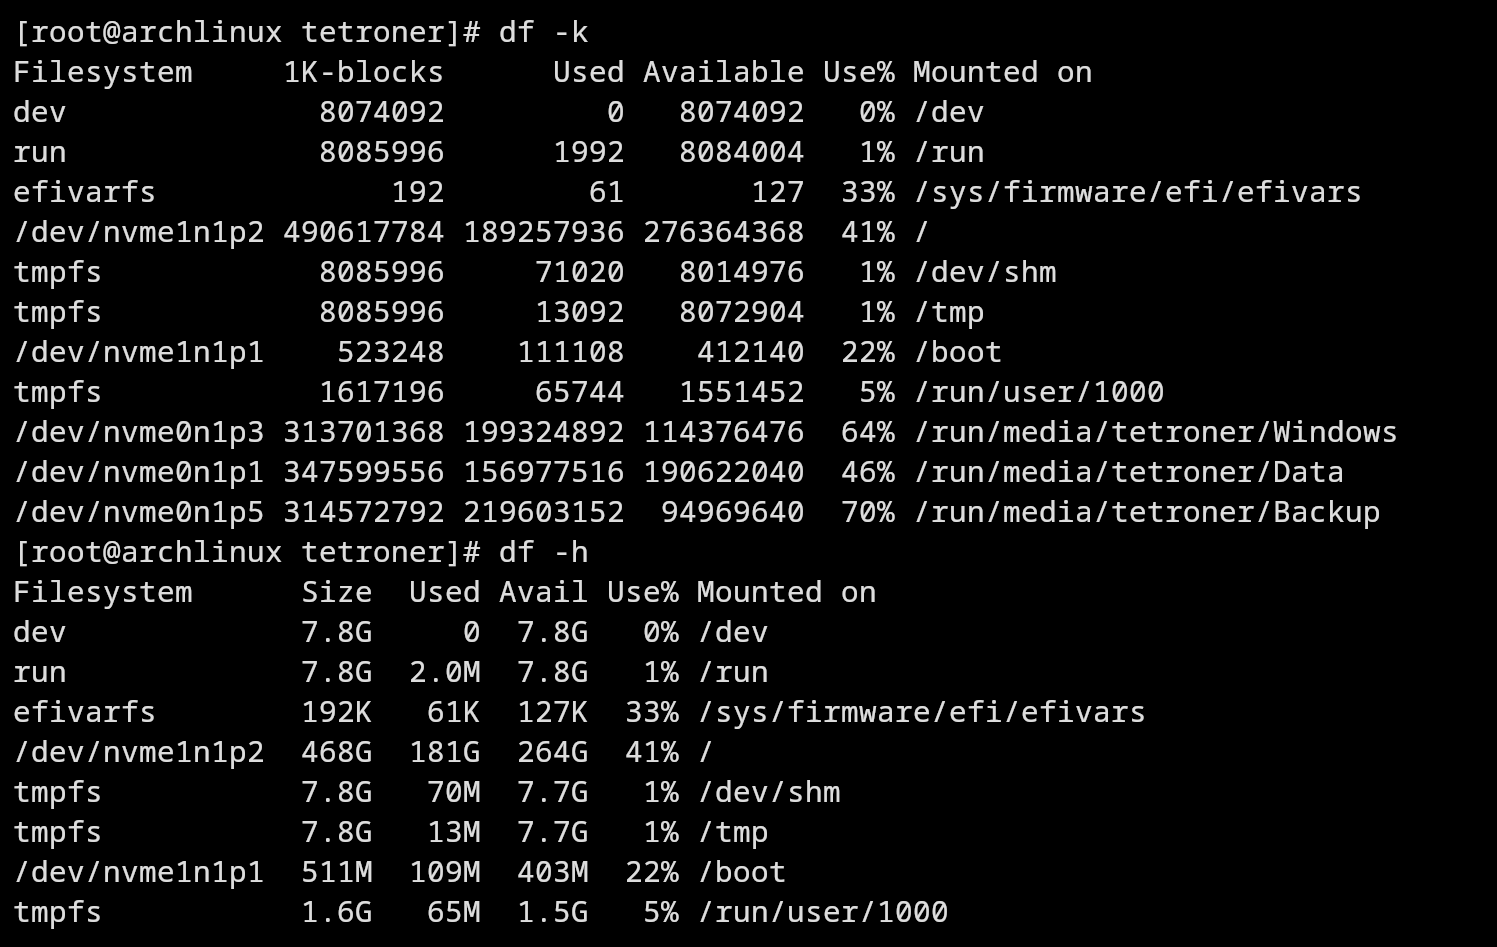 [root@archlinux tetroner]# df -k
Filesystem     1K-blocks      Used Available Use% Mounted on
dev              8074092         0   8074092   0% /dev
run              8085996      1992   8084004   1% /run
efivarfs             192        61       127  33% /sys/firmware/efi/efivars
/dev/nvme1n1p2 490617784 189257936 276364368  41% /
tmpfs            8085996     71020   8014976   1% /dev/shm
tmpfs            8085996     13092   8072904   1% /tmp
/dev/nvme1n1p1    523248    111108    412140  22% /boot
tmpfs            1617196     65744   1551452   5% /run/user/1000
/dev/nvme0n1p3 313701368 199324892 114376476  64% /run/media/tetroner/Windows
/dev/nvme0n1p1 347599556 156977516 190622040  46% /run/media/tetroner/Data
/dev/nvme0n1p5 314572792 219603152  94969640  70% /run/media/tetroner/Backup
[root@archlinux tetroner]# df -h
Filesystem      Size  Used Avail Use% Mounted on
dev             7.8G     0  7.8G   0% /dev
run             7.8G  2.0M  7.8G   1% /run
efivarfs        192K   61K  127K  33% /sys/firmware/efi/efivars
/dev/nvme1n1p2  468G  181G  264G  41% /
tmpfs           7.8G   70M  7.7G   1% /dev/shm
tmpfs           7.8G   13M  7.7G   1% /tmp
/dev/nvme1n1p1  511M  109M  403M  22% /boot
tmpfs           1.6G   65M  1.5G   5% /run/user/1000